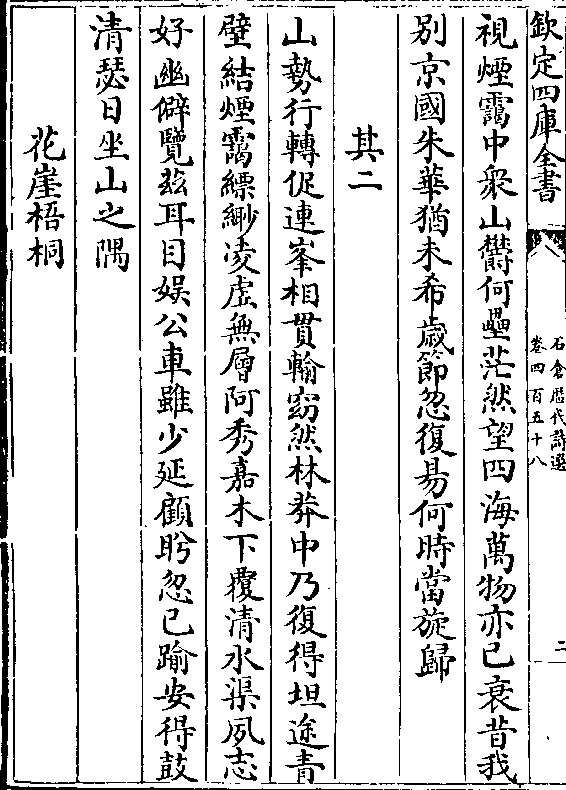 欽定四庫全書
石倉歴代詩選
卷四百五十八
二
視煙靄中衆山欝何壘茫然望四海萬物亦已衰昔我
别京國朱華猶未希歳節忽復易何時當旋歸
其二
山勢行轉促連峯相貫輸窈然林莽中乃復得坦途青
壁結煙靄縹緲凌虚無層阿秀嘉木下覆清水渠夙志
好幽僻覽兹耳目娱公車雖少延顧盻忽已踰安得鼓
清瑟日坐山之隅
花崖梧桐